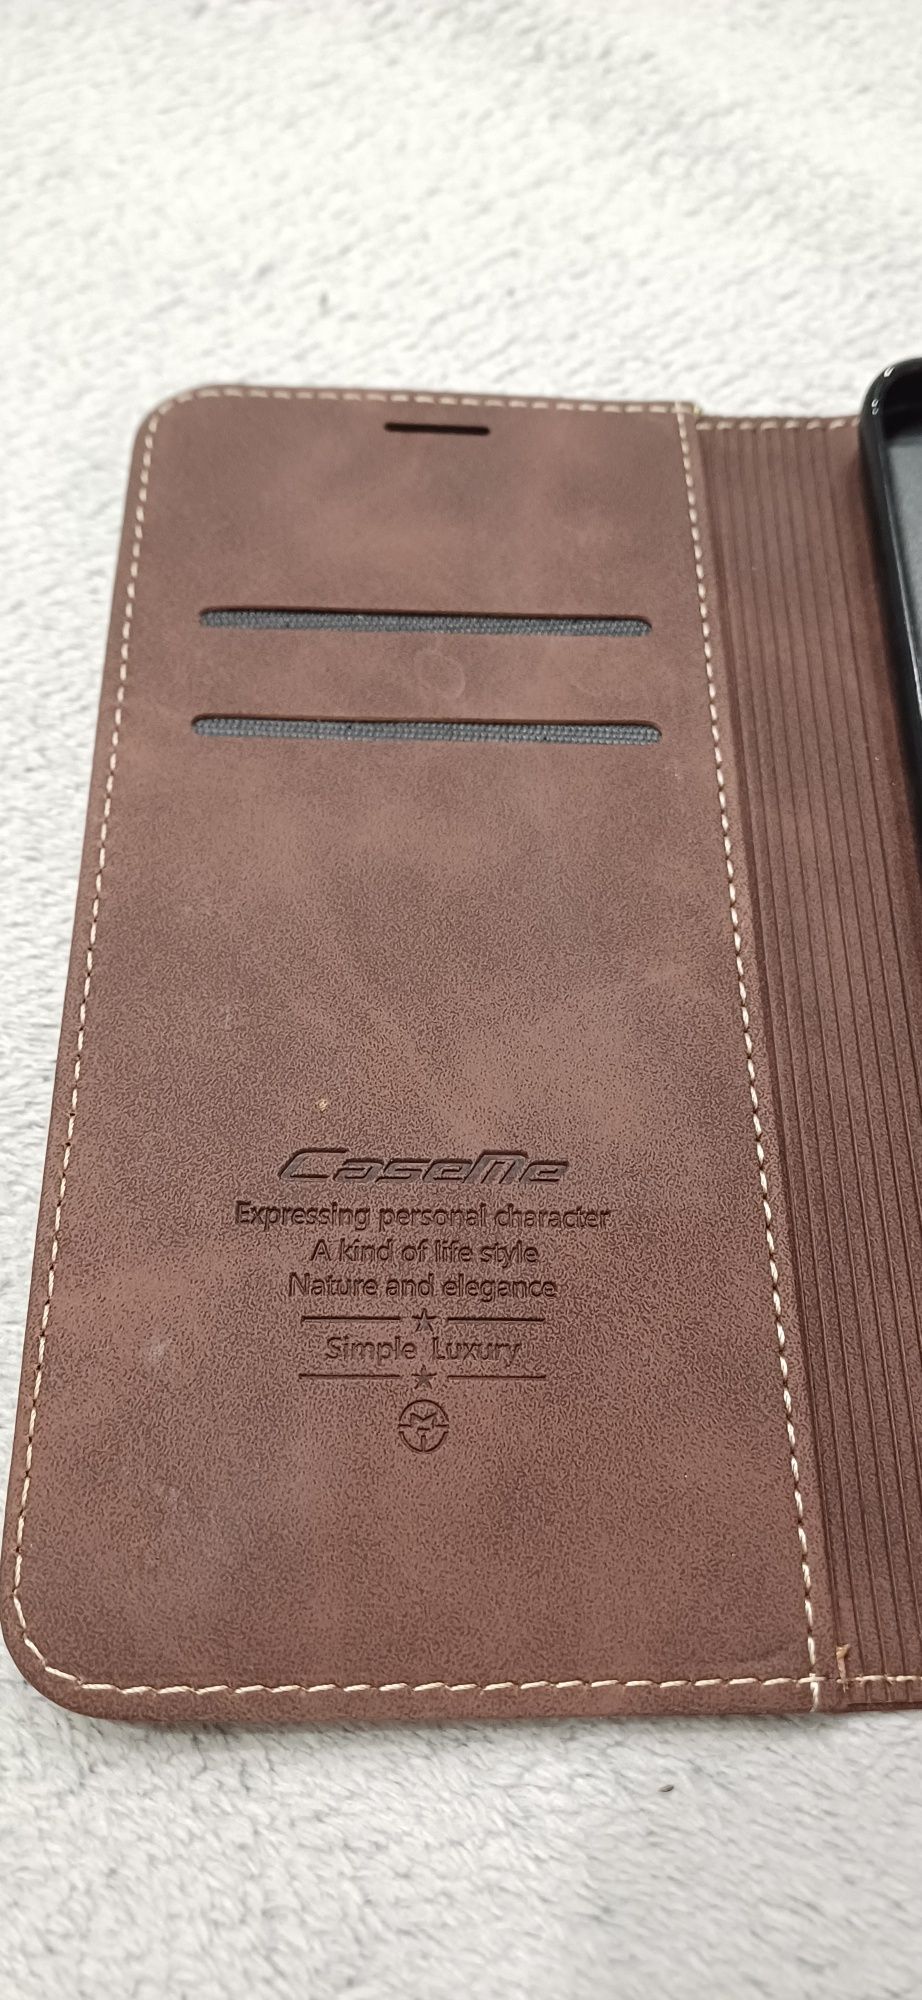 CaseMe
Expressing personal character
A kind of life style
Nature and elegance
Simple Luxury